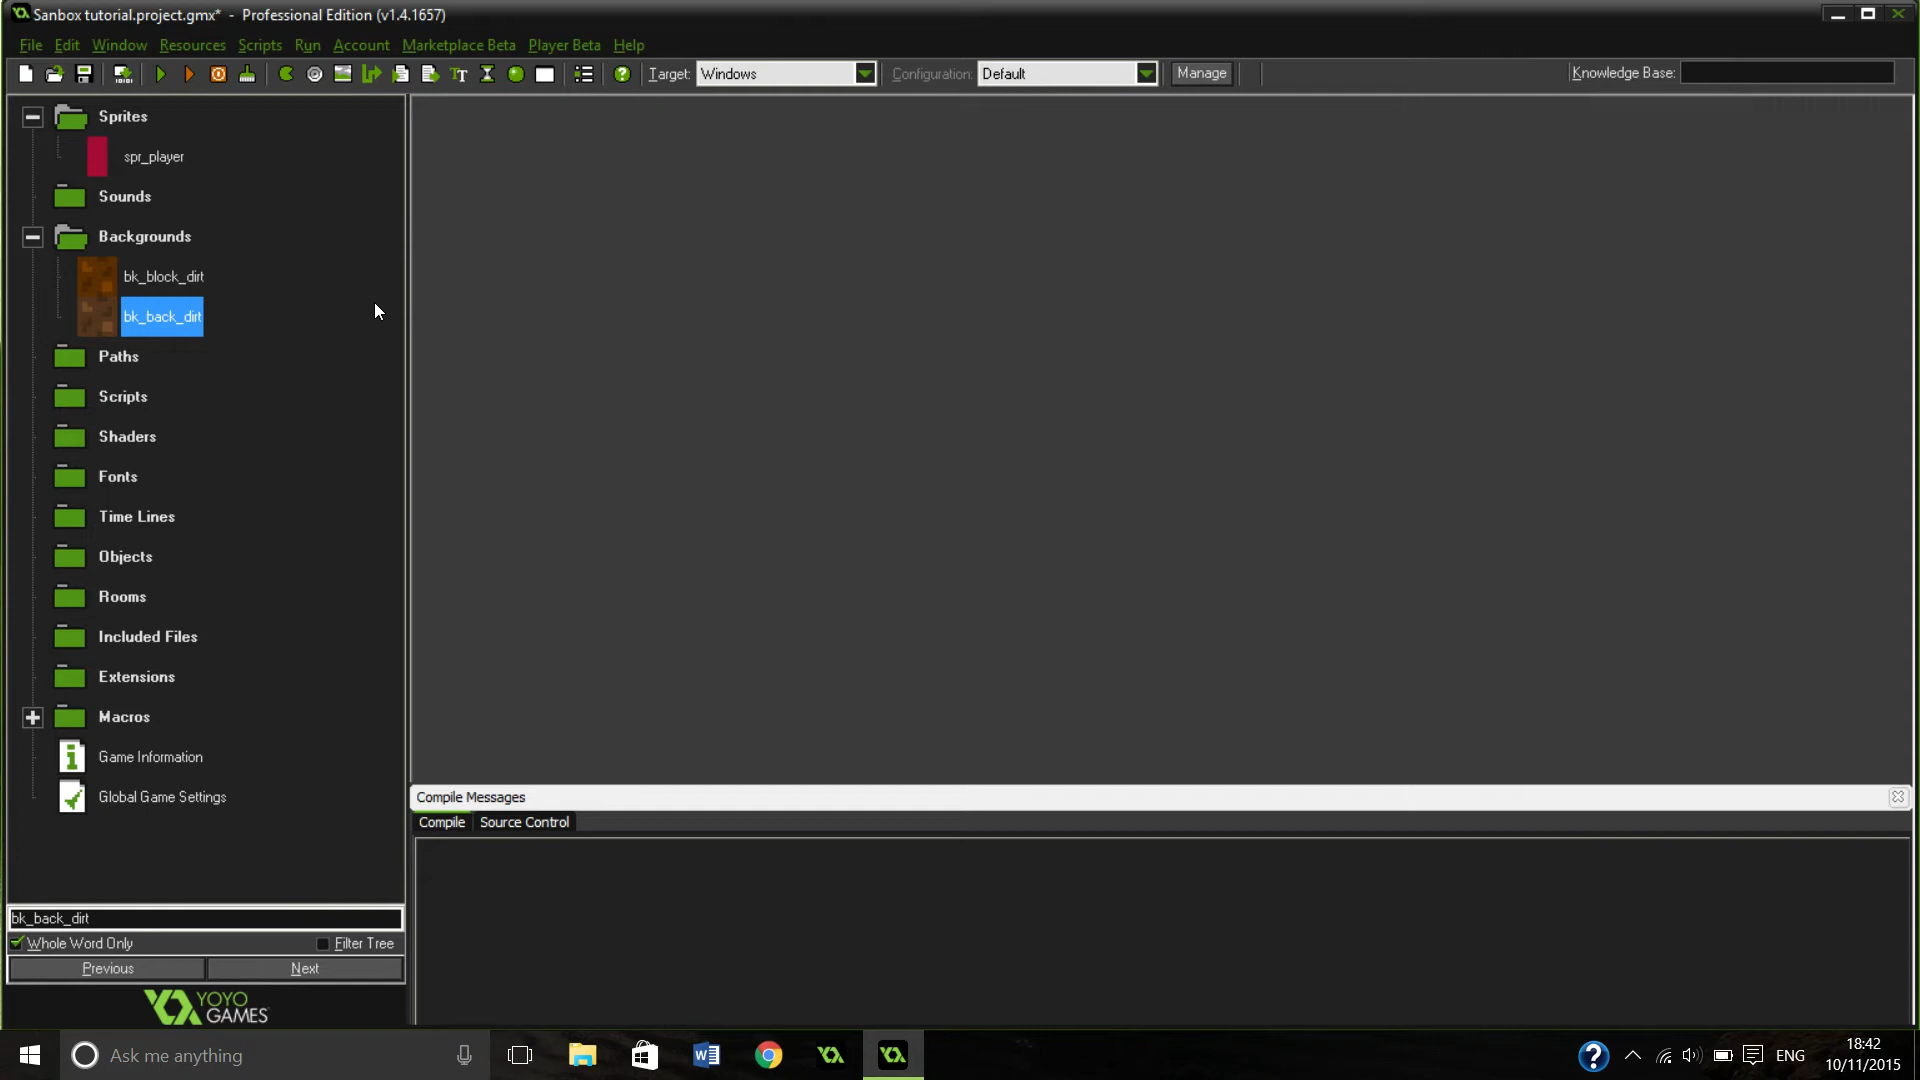 Sanbox tutorial.project.gmx* - Professional Edition (v1.4.1657)
File Edit Window Resources Scripts Run Account Marketplace Beta Player Beta Help
Target: Windows Configuration: Default Manage Knowledge Base:
Sprites
spr_player
Sounds
Backgrounds
bk_block_dirt
bk_back_dirt
Paths
Scripts
Shaders
Fonts
Time Lines
Objects
Rooms
Included Files
Extensions
Macros
Game Information
Global Game Settings
Compile Messages
Compile Source Control
bk_back_dirt
Whole Word Only Filter Tree
Previous Next
YOYO
GAMES
Ask me anything
ENG
18:42
10/11/2015